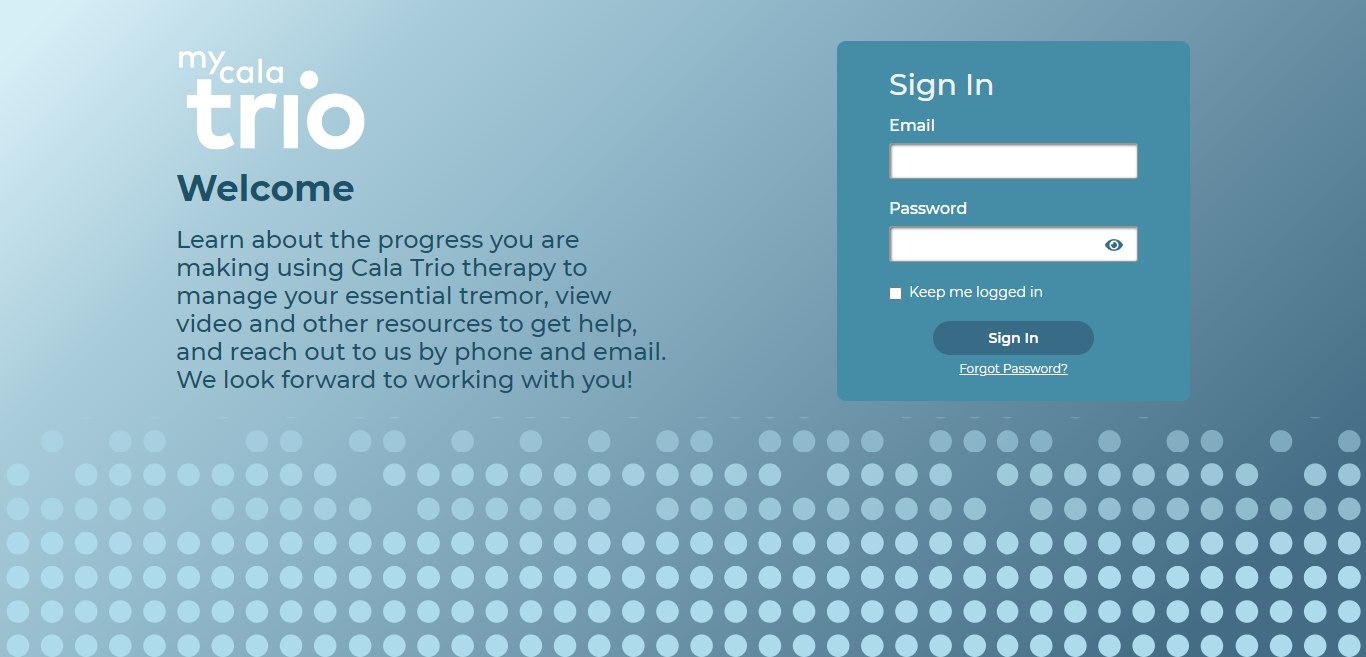 my
cala
trio
Welcome
Learn about the progress you are
making using Cala Trio therapy to
manage your essential tremor, view
video and other resources to get help,
and reach out to us by phone and email.
We look forward to working with you!
Sign In
Email
Password
Keep me logged in
Sign In
Forgot Password?